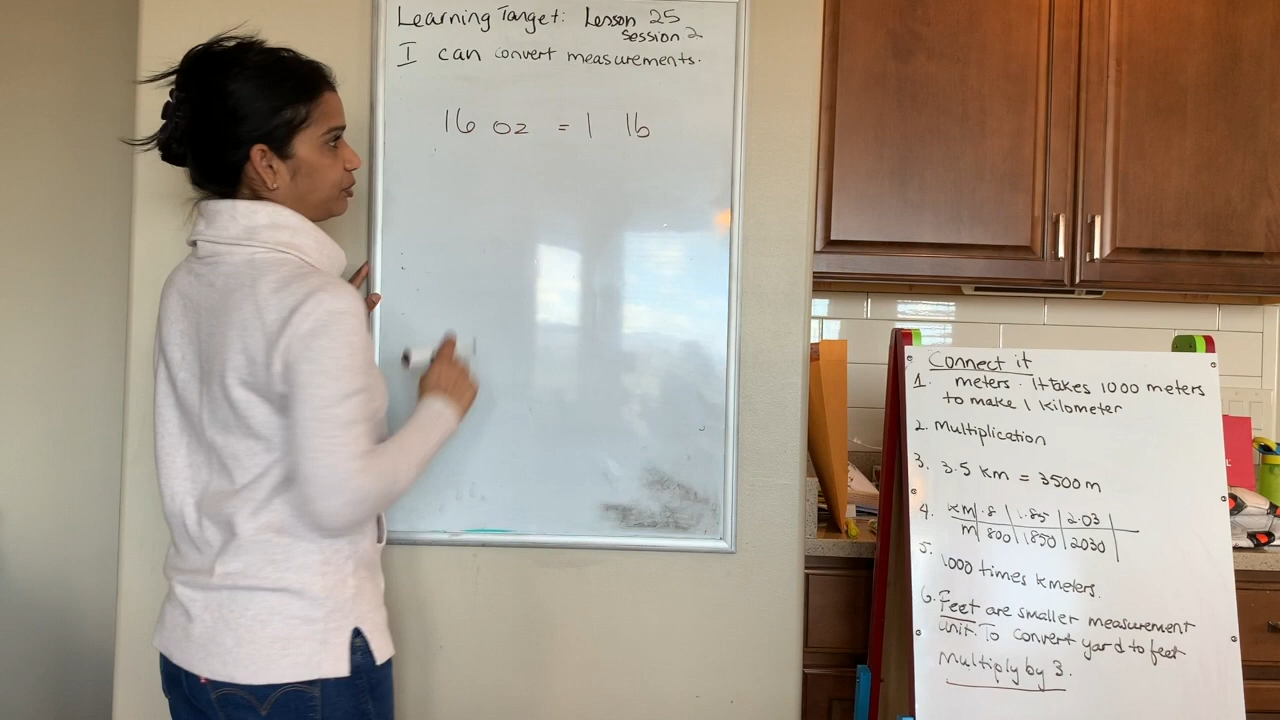 Learning Target: Lesson 25
Session 2
I can convert measurements.
16 oz = 1 lb
Connect it
1. meters. It takes 1000 meters
to make 1 kilometer
2. Multiplication
3. 3.5 km = 3500m
4. km | .8 | 1.85 | 2.03 |
m | 800 | 1850 | 2030 |
5. 1000 times k meters.
6. Feet are smaller measurement
unit. To convert yard to feet
Multiply by 3.